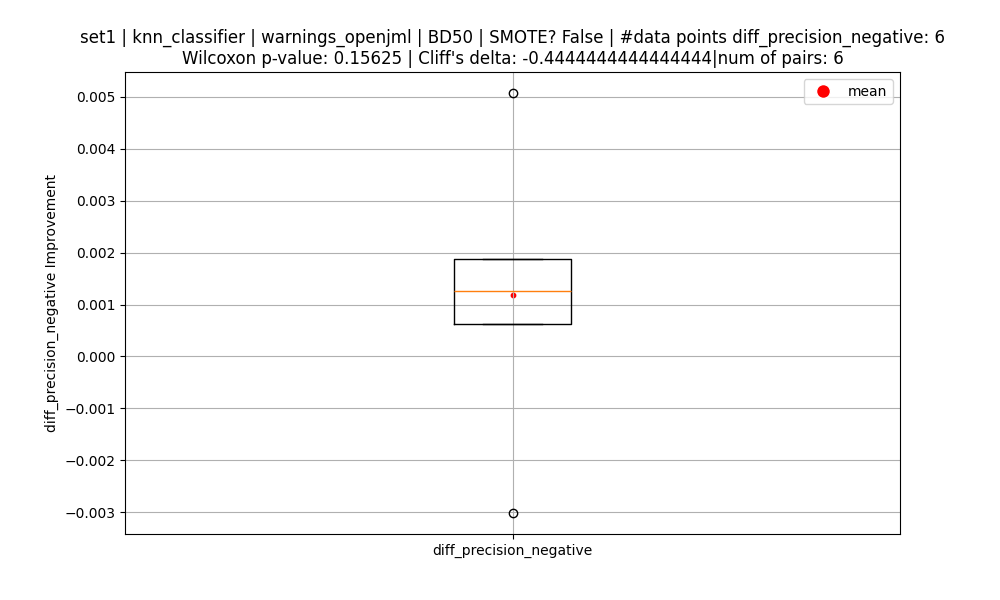 set1 | knn_classifier | warnings_openjml | BD50 | SMOTE? False | #data points diff_precision_negative: 6
Wilcoxon p-value: 0.15625 | Cliff's delta: -0.4444444444444444|num of pairs: 6
mean
0.005
0.004
0.003
0.002
0.001
0.000
−0.001
−0.002
−0.003
diff_precision_negative Improvement
diff_precision_negative